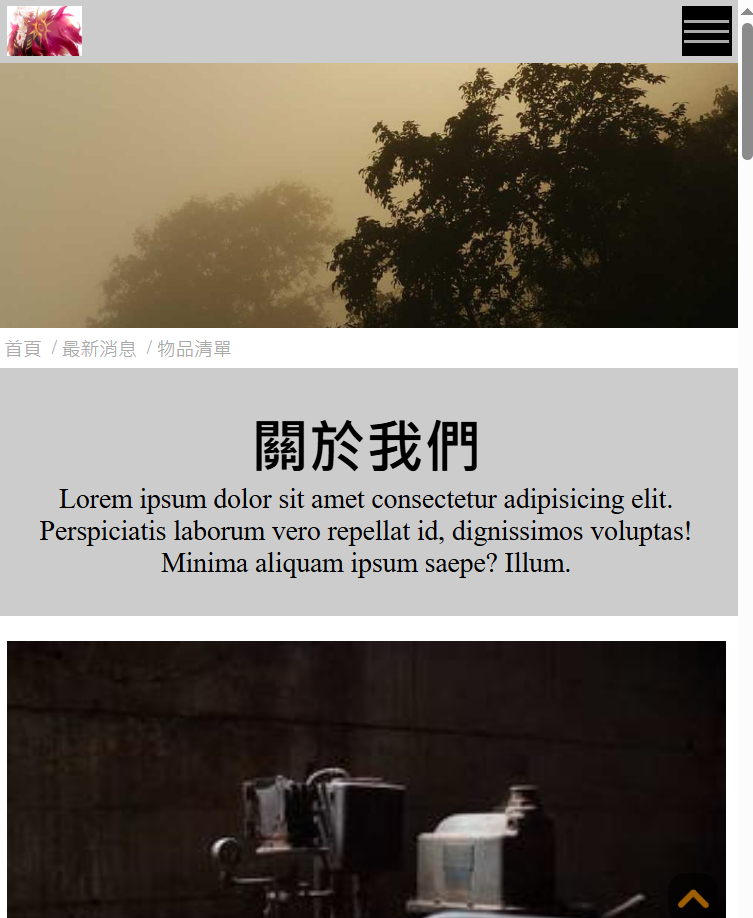 首頁 / 最新消息 / 物品清單
關於我們
Lorem ipsum dolor sit amet consectetur adipisicing elit.
Perspiciatis laborum vero repellat id, dignissimos voluptas!
Minima aliquam ipsum saepe? Illum.